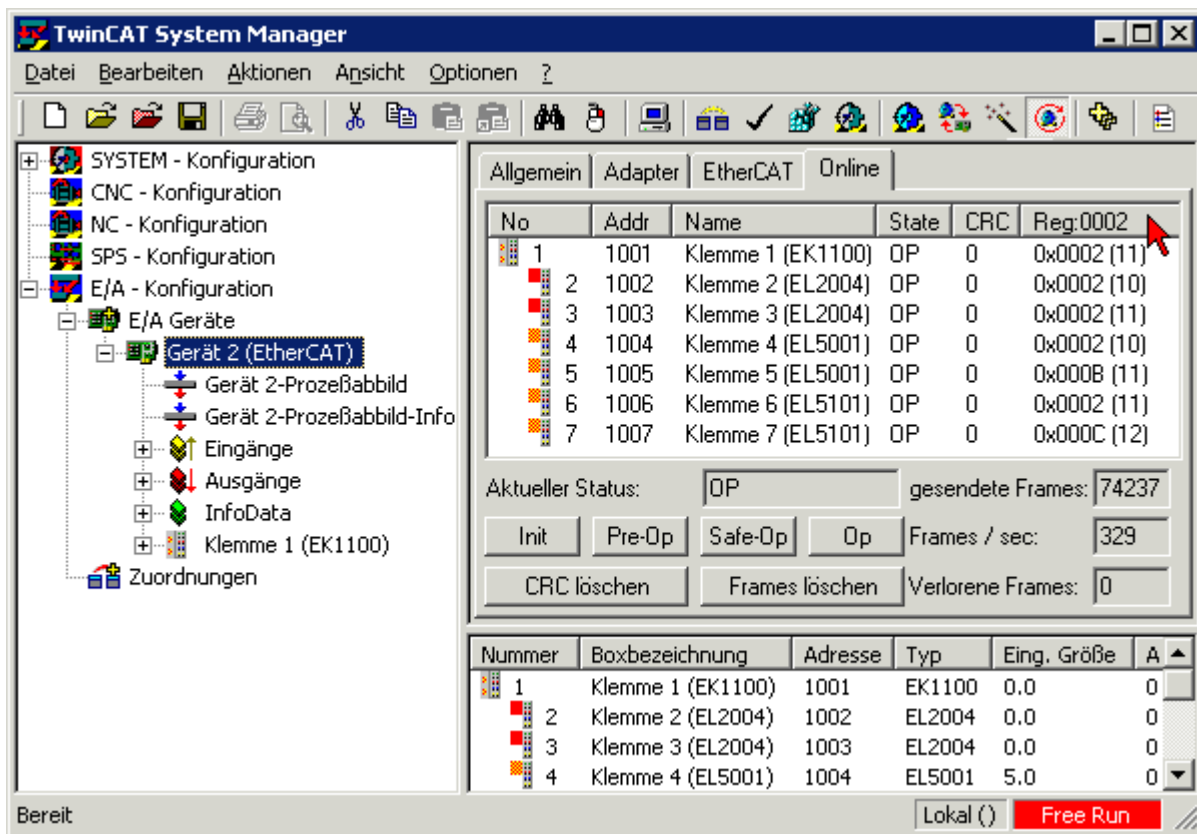 TwinCAT System Manager
Datei Bearbeiten Aktionen Ansicht Optionen ?
SYSTEM - Konfiguration
CNC - Konfiguration
NC - Konfiguration
SPS - Konfiguration
E/A - Konfiguration
E/A Geräte
Gerät 2 (EtherCAT)
Gerät 2-Prozeßabbild
Gerät 2-Prozeßabbild-Info
Eingänge
Ausgänge
InfoData
Klemme 1 (EK1100)
Zuordnungen
Allgemein Adapter EtherCAT Online
No Addr Name State CRC Reg:0002
1 1001 Klemme 1 (EK1100) OP 0 0x0002 (11)
2 1002 Klemme 2 (EL2004) OP 0 0x0002 (10)
3 1003 Klemme 3 (EL2004) OP 0 0x0002 (11)
4 1004 Klemme 4 (EL5001) OP 0 0x0002 (10)
5 1005 Klemme 5 (EL5001) OP 0 0x000B (11)
6 1006 Klemme 6 (EL5101) OP 0 0x0002 (11)
7 1007 Klemme 7 (EL5101) OP 0 0x000C (12)
Aktueller Status: OP gesendete Frames: 74237
Init Pre-Op Safe-Op Op Frames / sec: 329
CRC löschen Frames löschen Verlorene Frames: 0
Nummer Boxbezeichnung Adresse Typ Eing. Größe A
1 Klemme 1 (EK1100) 1001 EK1100 0.0 0
2 Klemme 2 (EL2004) 1002 EL2004 0.0 0
3 Klemme 3 (EL2004) 1003 EL2004 0.0 0
4 Klemme 4 (EL5001) 1004 EL5001 5.0 0
Bereit Lokal () Free Run